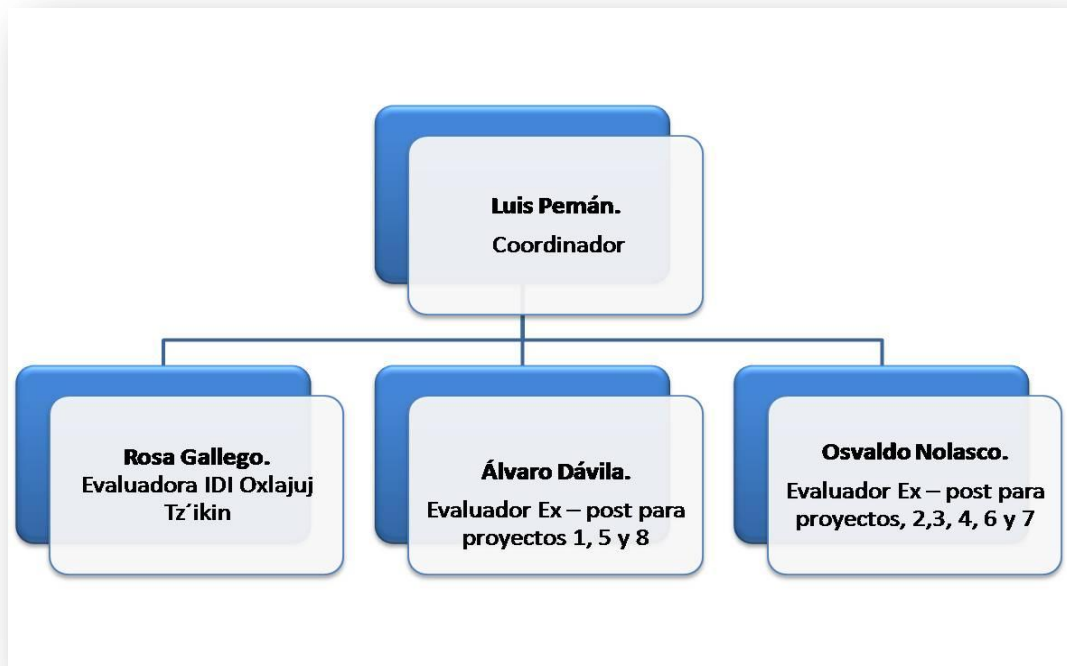 Luis Pemán.
Coordinador
Rosa Gallego.
Evaluadora IDI Oxlajuj
Tz´ikin
Álvaro Dávila.
Evaluador Ex – post para
proyectos 1, 5 y 8
Osvaldo Nolasco.
Evaluador Ex – post para
proyectos, 2,3, 4, 6 y 7